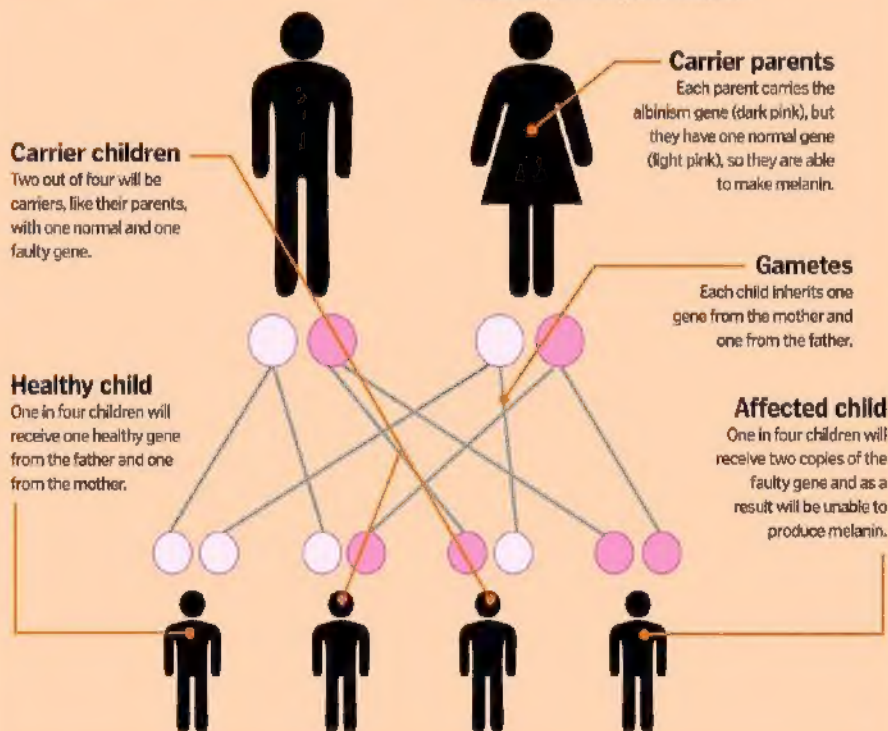 Carrier parents
Each parent carries the
albinism gene (dark pink), but
they have one normal gene
(light pink), so they are able
to make melanin.
Carrier children
Two out of four will be
carriers, like their parents,
with one normal and one
faulty gene.
Gametes
Each child inherits one
gene from the mother and
one from the father.
Healthy child
One in four children will
receive one healthy gene
from the father and one
from the mother.
Affected child
One in four children will
receive two copies of the
faulty gene and as a
result will be unable to
produce melanin.